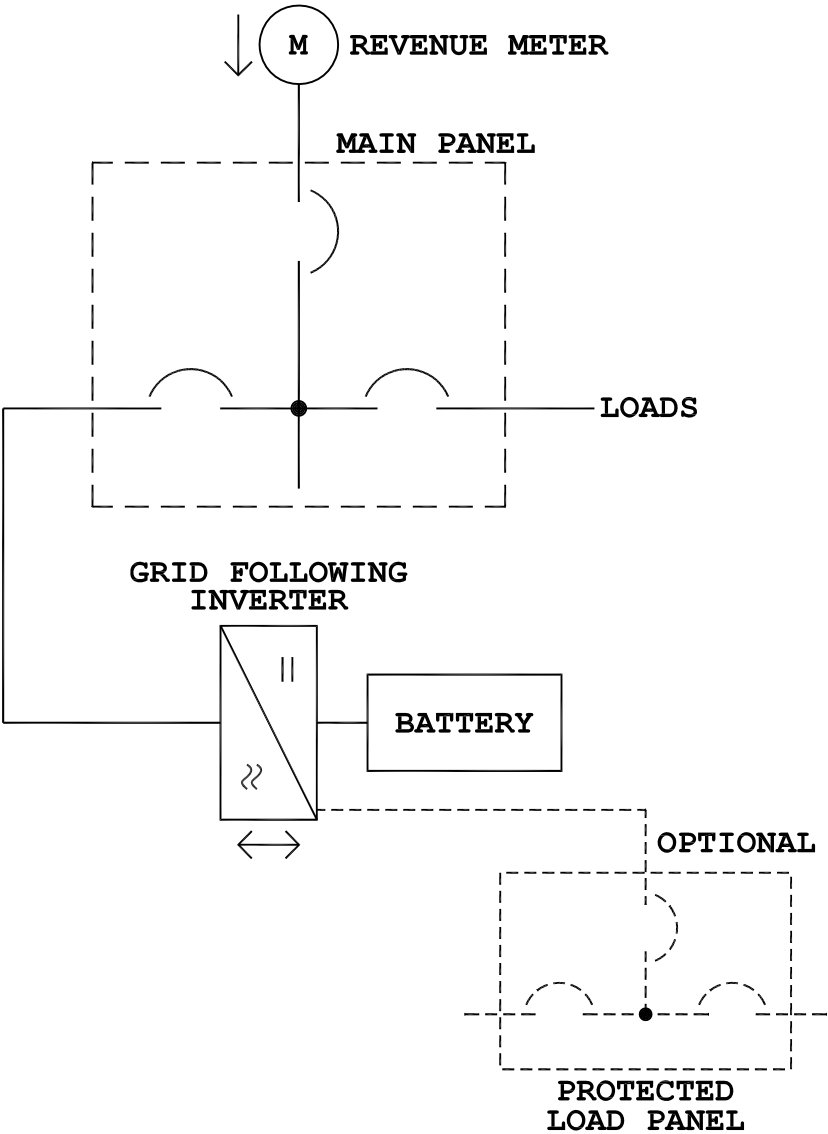 M
REVENUE METER
MAIN PANEL
LOADS
GRID FOLLOWING
INVERTER
BATTERY
OPTIONAL
PROTECTED
LOAD PANEL